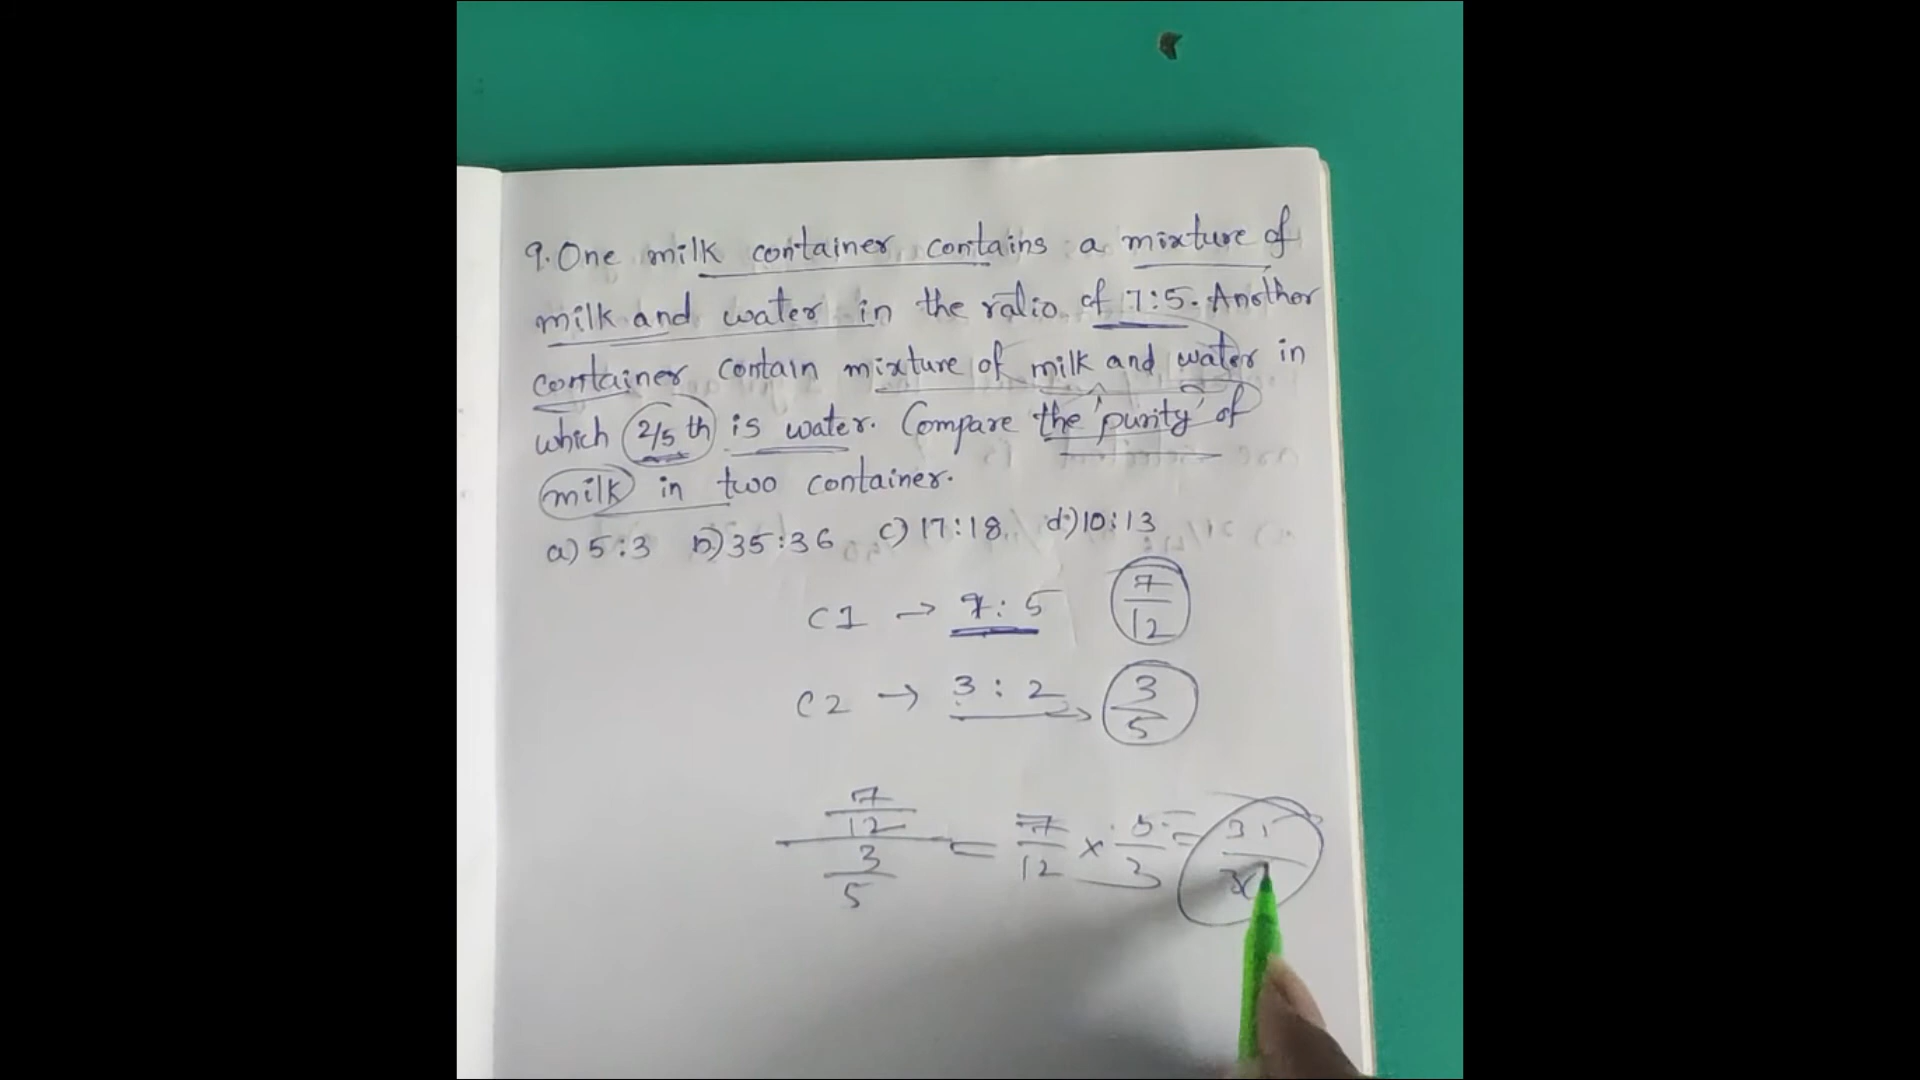 9. One milk container contains a mixture of
milk and water in the ratio of 7:5. Another
container contain mixture of milk and water in
which 2/5 th is water. Compare the 'purity' of
milk in two container.
a) 5:3 b) 35:36 c) 17:18 d) 10:13
C1 → 7:5 7/12
C2 → 3:2 → 3/5
7/12 / 3/5 = 7/12 × 5/3 =